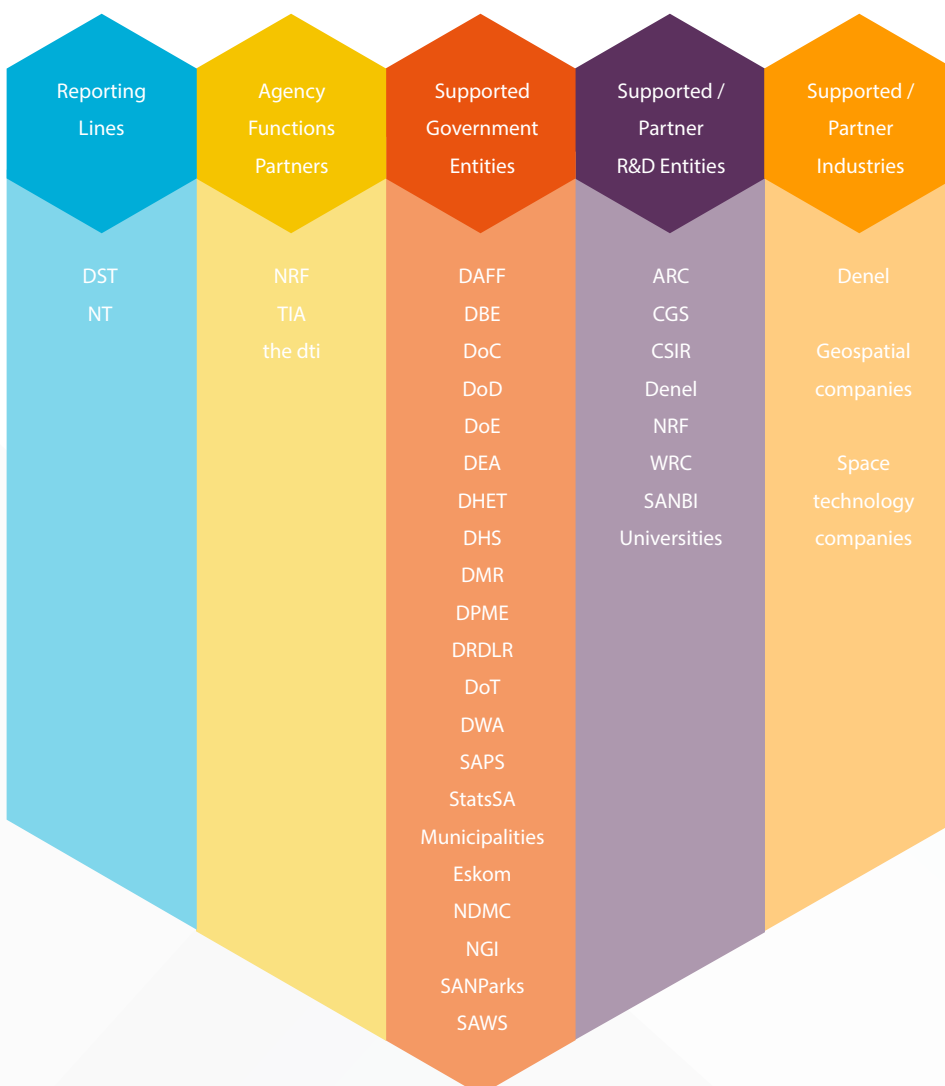 Reporting
Lines
DST
NT
Agency
Functions
Partners
NRF
TIA
the dti
Supported
Government
Entities
DAFF
DBE
DoC
DoD
DoE
DEA
DHET
DHS
DMR
DPME
DRDLR
DoT
DWA
SAPS
StatsSA
Municipalities
Eskom
NDMC
NGI
SANParks
SAWS
Supported /
Partner
R&D Entities
ARC
CGS
CSIR
Denel
NRF
WRC
SANBI
Universities
Supported /
Partner
Industries
Denel
Geospatial
companies
Space
technology
companies